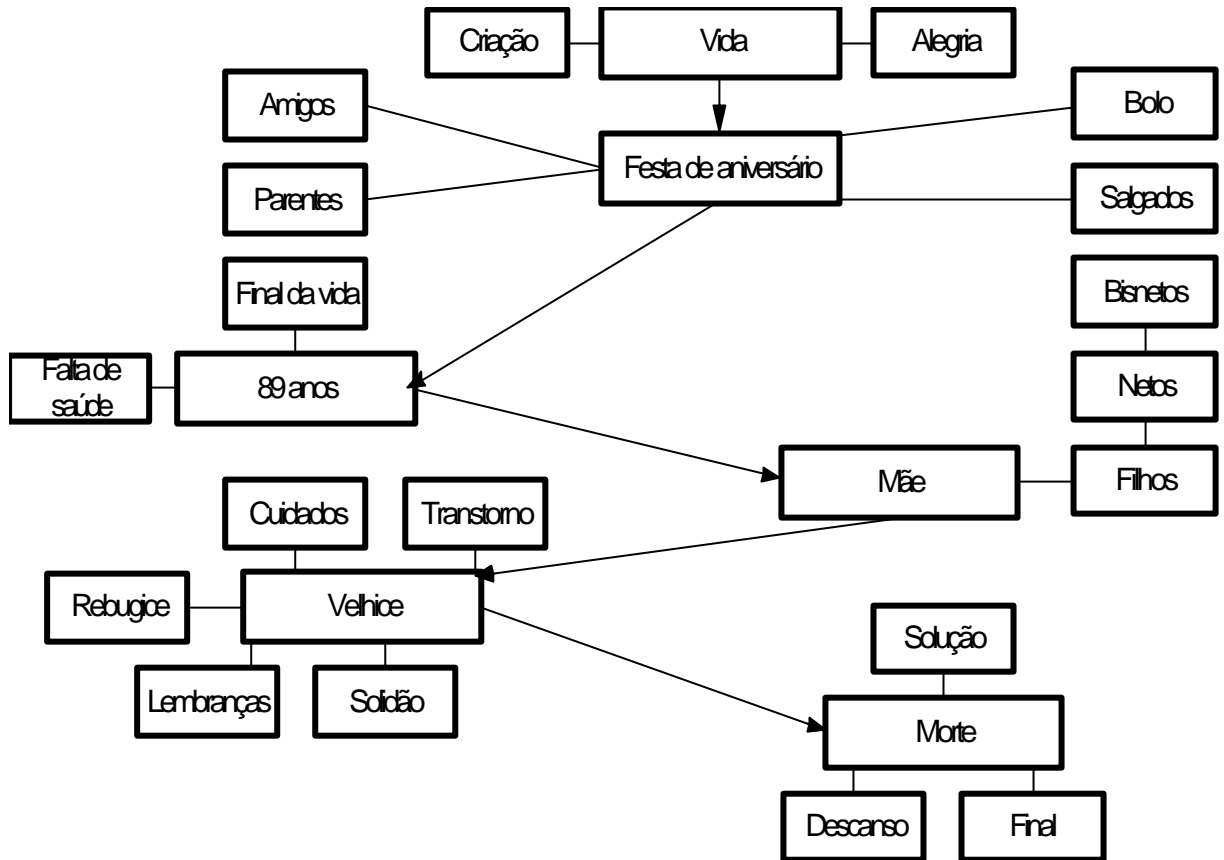 Criação
Vida
Alegria
Amigos
Bolo
Festa de aniversário
Parentes
Salgados
Final da vida
Bisnetos
Falta de
saúde
89 anos
Netos
Mãe
Filhos
Cuidados
Transtorno
Rebugice
Velhice
Solução
Lembranças
Solidão
Morte
Descanso
Final